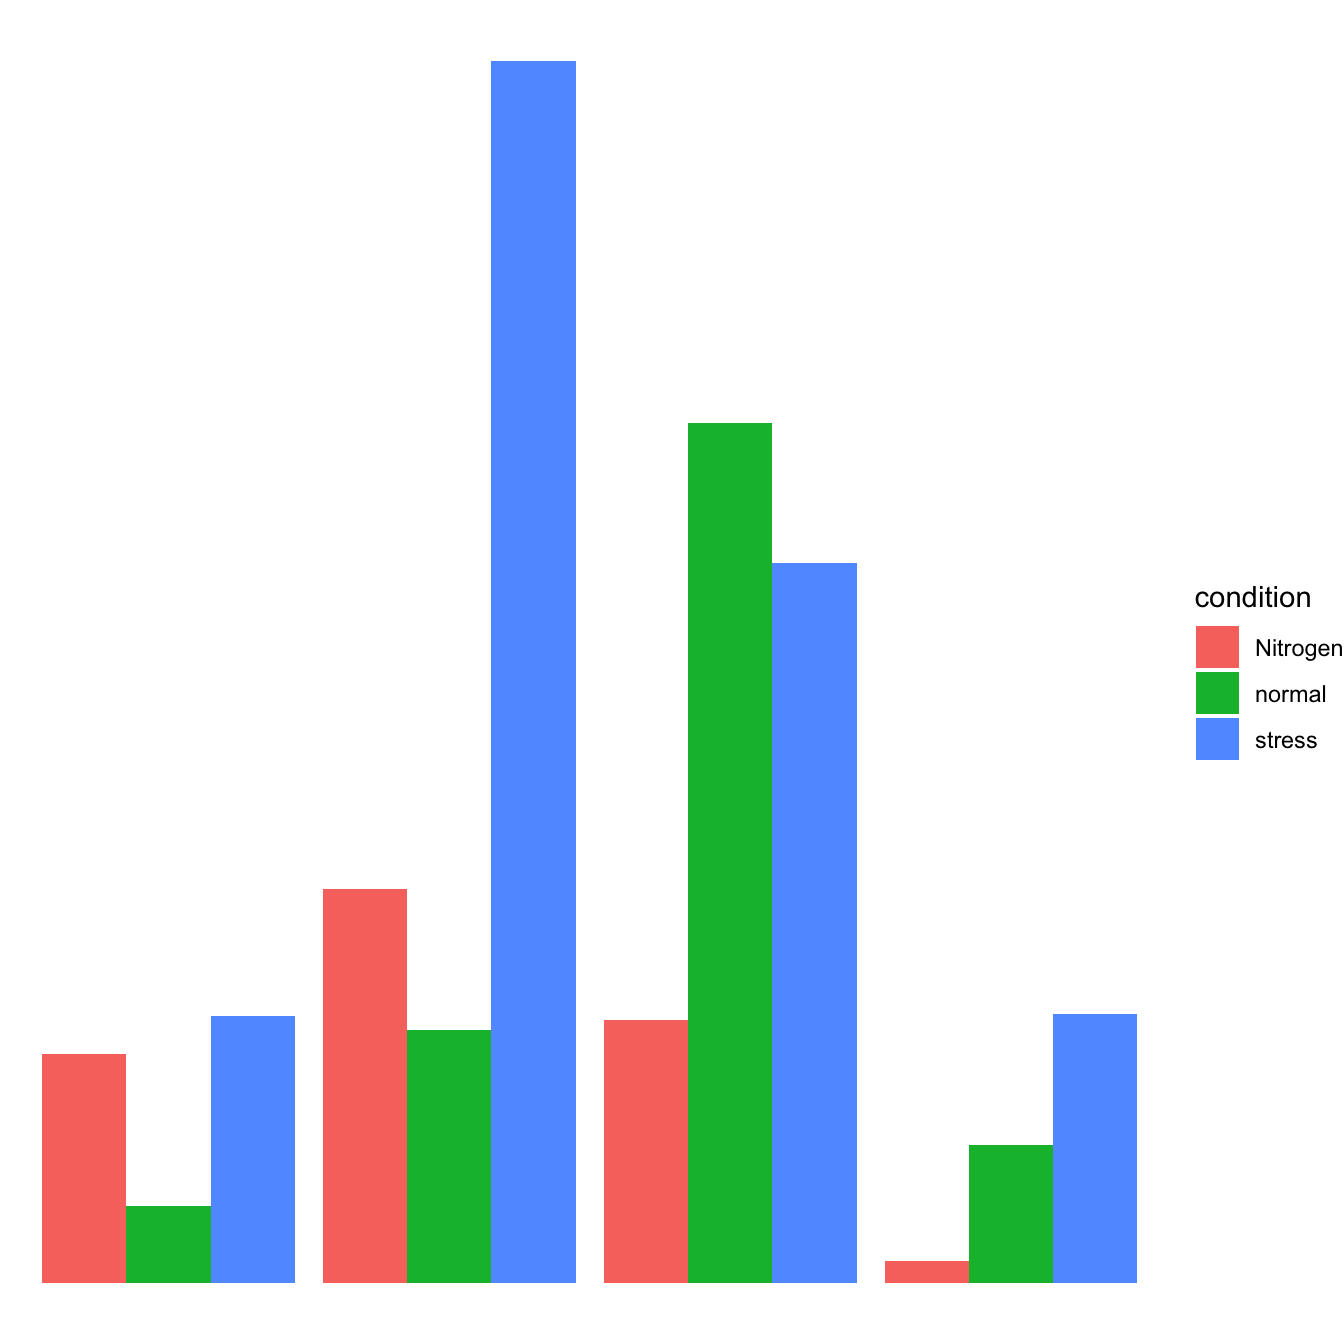 condition
Nitrogen
normal
stress